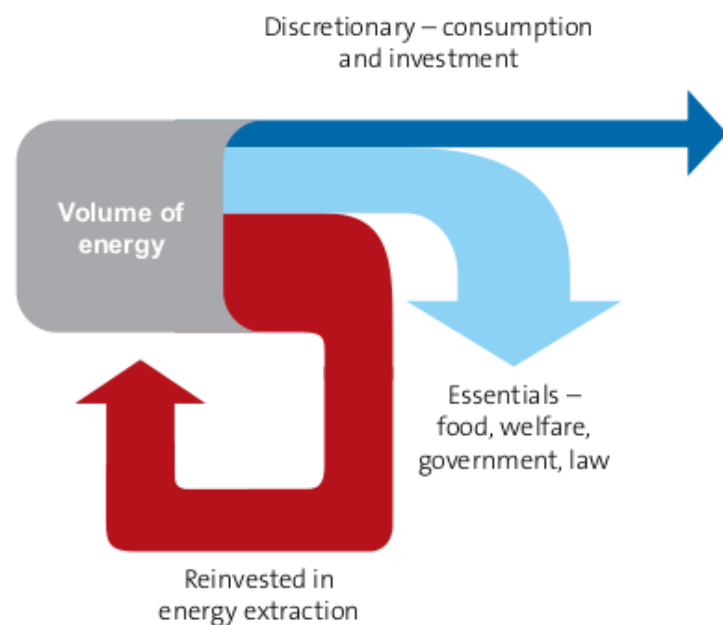 Discretionary – consumption
and investment
Volume of
energy
Essentials –
food, welfare,
government, law
Reinvested in
energy extraction